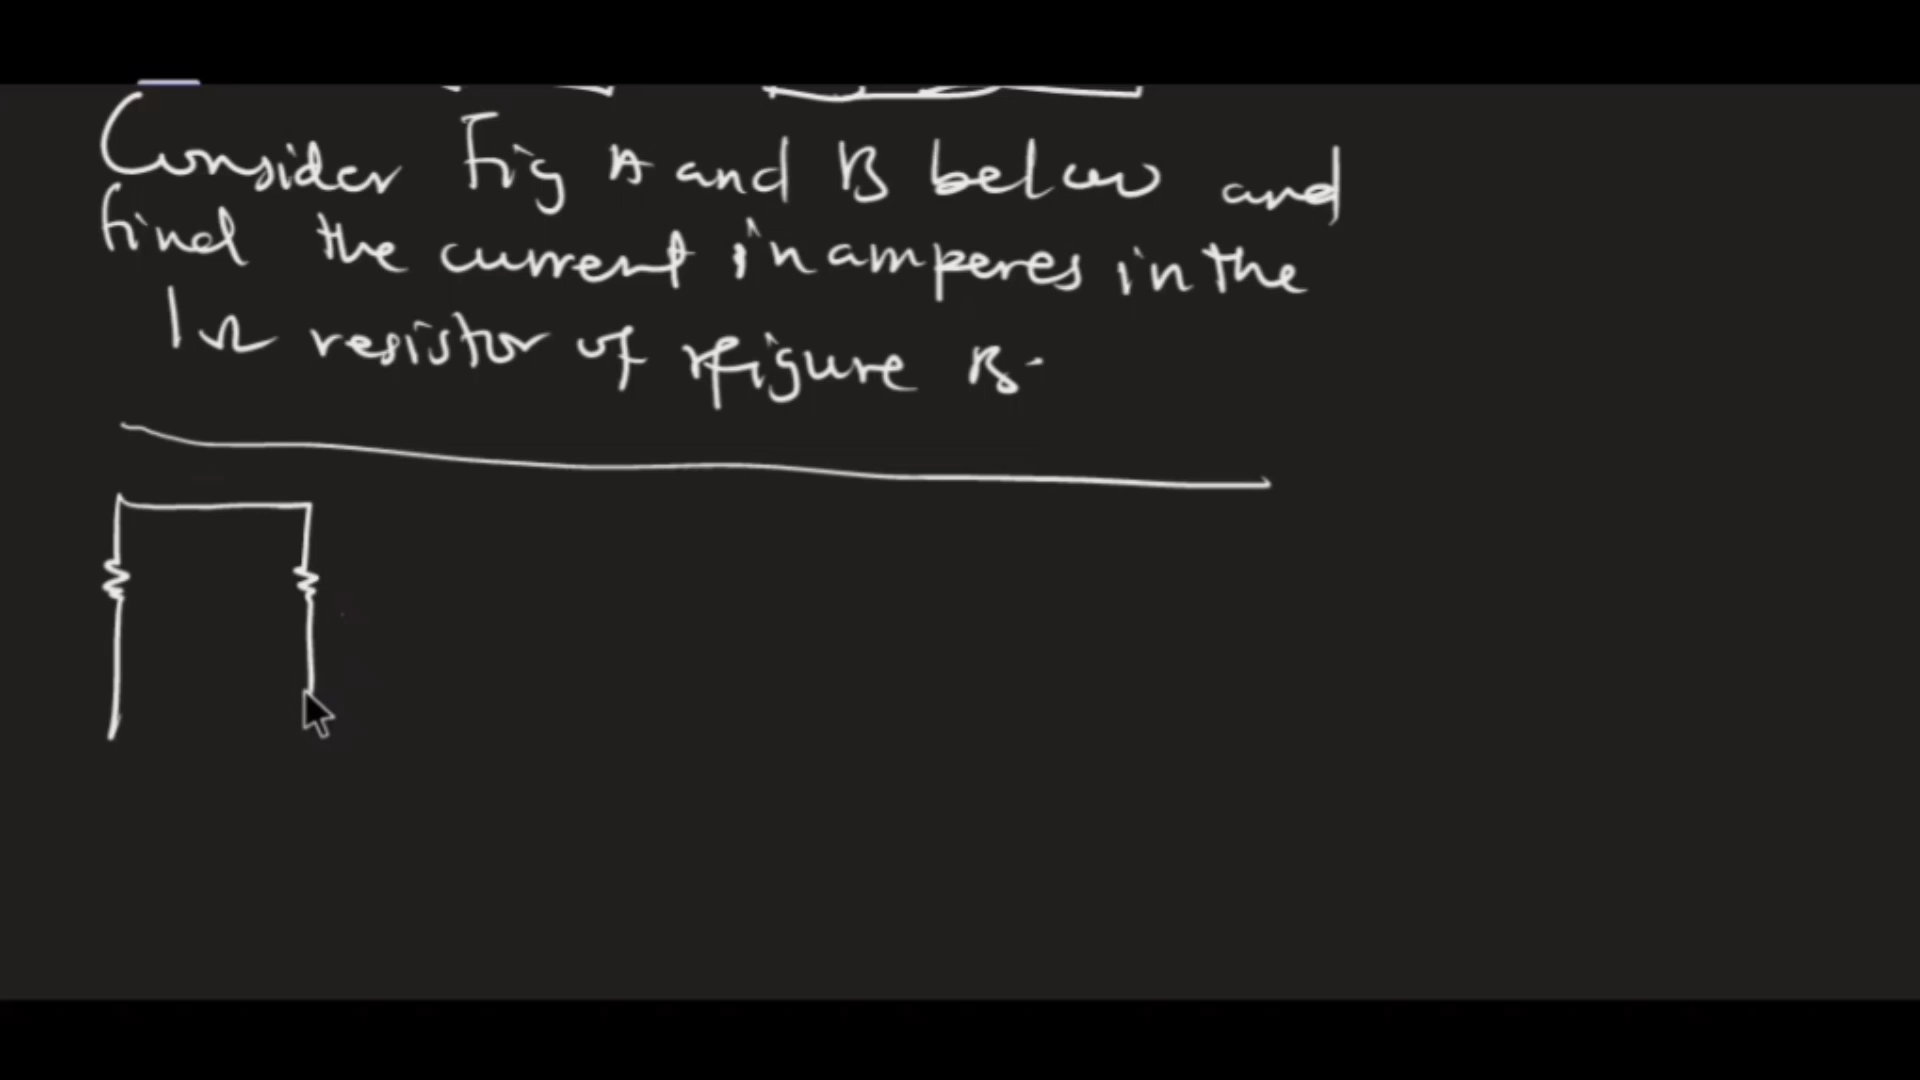 Consider Fig A and B below and
find the current in amperes in the
1Ω resistor of figure B.